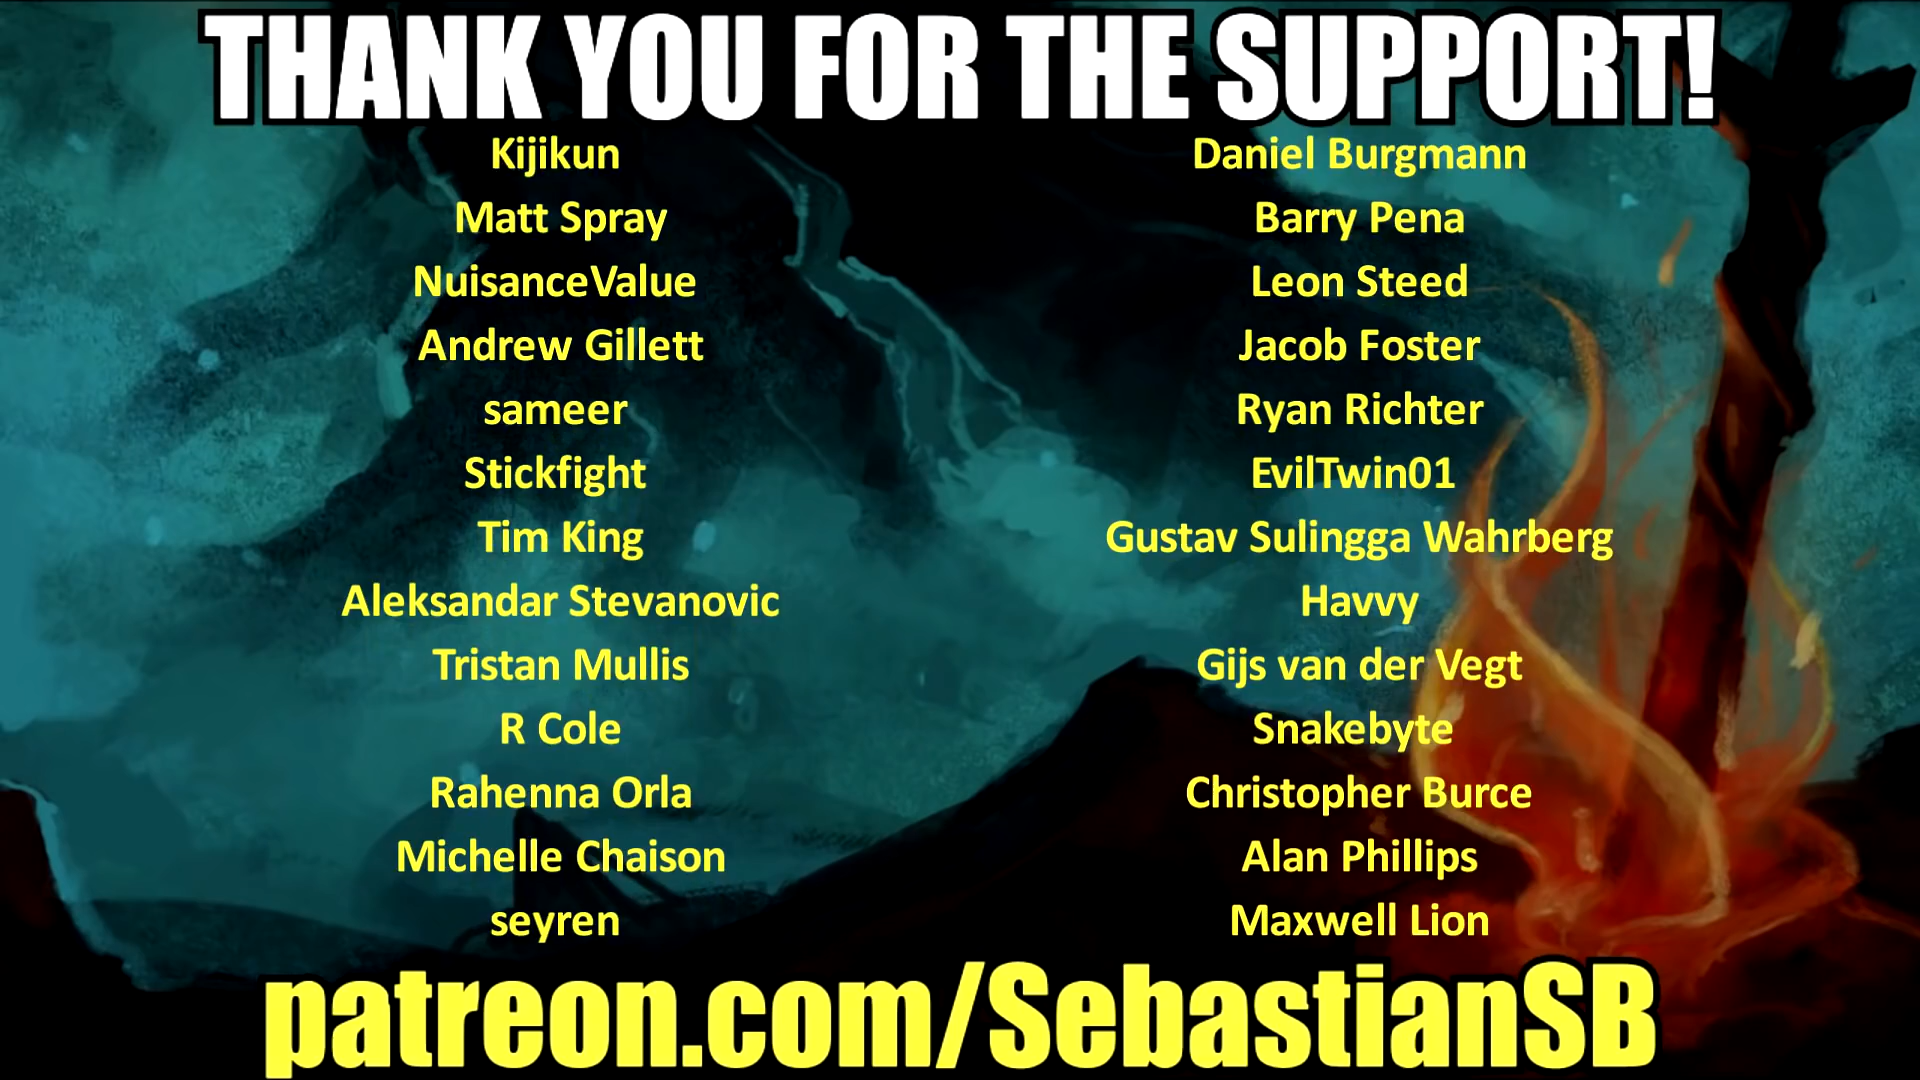 THANK YOU FOR THE SUPPORT!
Kijikun
Matt Spray
NuisanceValue
Andrew Gillett
sameer
Stickfight
Tim King
Aleksandar Stevanovic
Tristan Mullis
R Cole
Rahenna Orla
Michelle Chaison
seyren
Daniel Burgmann
Barry Pena
Leon Steed
Jacob Foster
Ryan Richter
EvilTwin01
Gustav Sulingga Wahrberg
Havvy
Gijs van der Vegt
Snakebyte
Christopher Burce
Alan Phillips
Maxwell Lion
patreon.com/SebastianSB